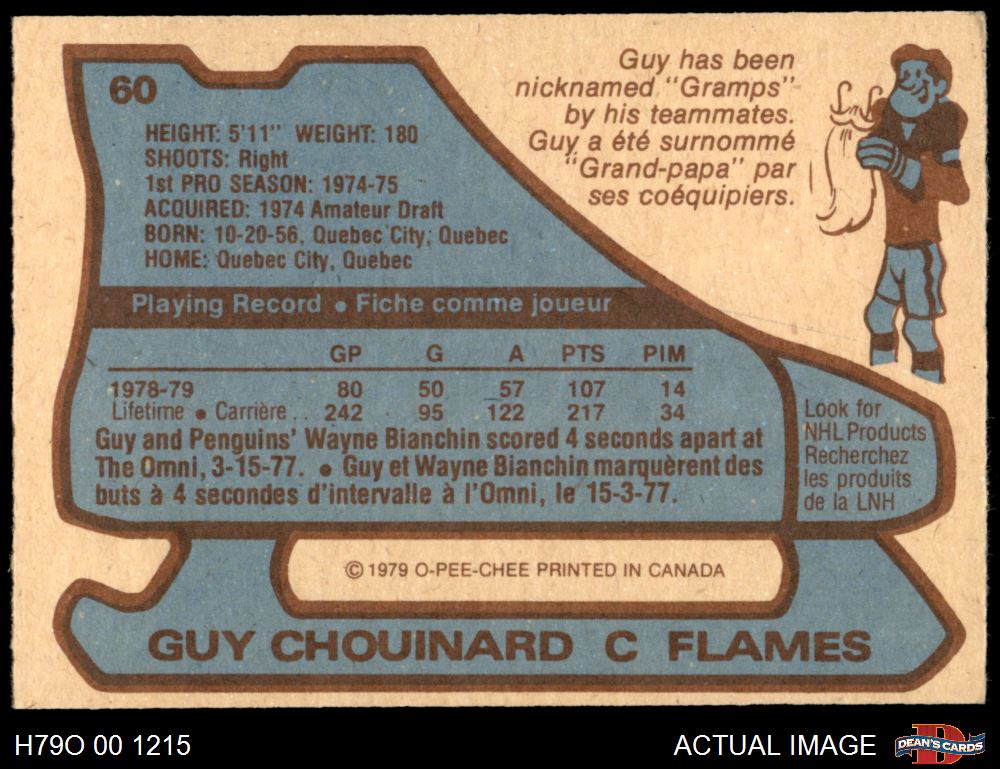 60
Guy has been
nicknamed "Gramps"
by his teammates.
Guy a été surnommé
"Grand-papa" par
ses coéquipiers.
HEIGHT: 5'11" WEIGHT: 180
SHOOTS: Right
1st PRO SEASON: 1974-75
ACQUIRED: 1974 Amateur Draft
BORN: 10-20-56, Quebec City, Quebec
HOME: Quebec City, Quebec
Playing Record • Fiche comme joueur
GP G A PTS PIM
1978-79 80 50 57 107 14
Lifetime • Carrière .. 242 95 122 217 34
Guy and Penguins' Wayne Bianchin scored 4 seconds apart at
The Omni, 3-15-77. • Guy et Wayne Bianchin marquèrent des
buts à 4 secondes d'intervalle à l'Omni, le 15-3-77.
Look for
NHL Products
Recherchez
les produits
de la LNH
© 1979 O-PEE-CHEE PRINTED IN CANADA
GUY CHOUINARD C FLAMES
H79O 00 1215
ACTUAL IMAGE
D
DEAN'S CARDS